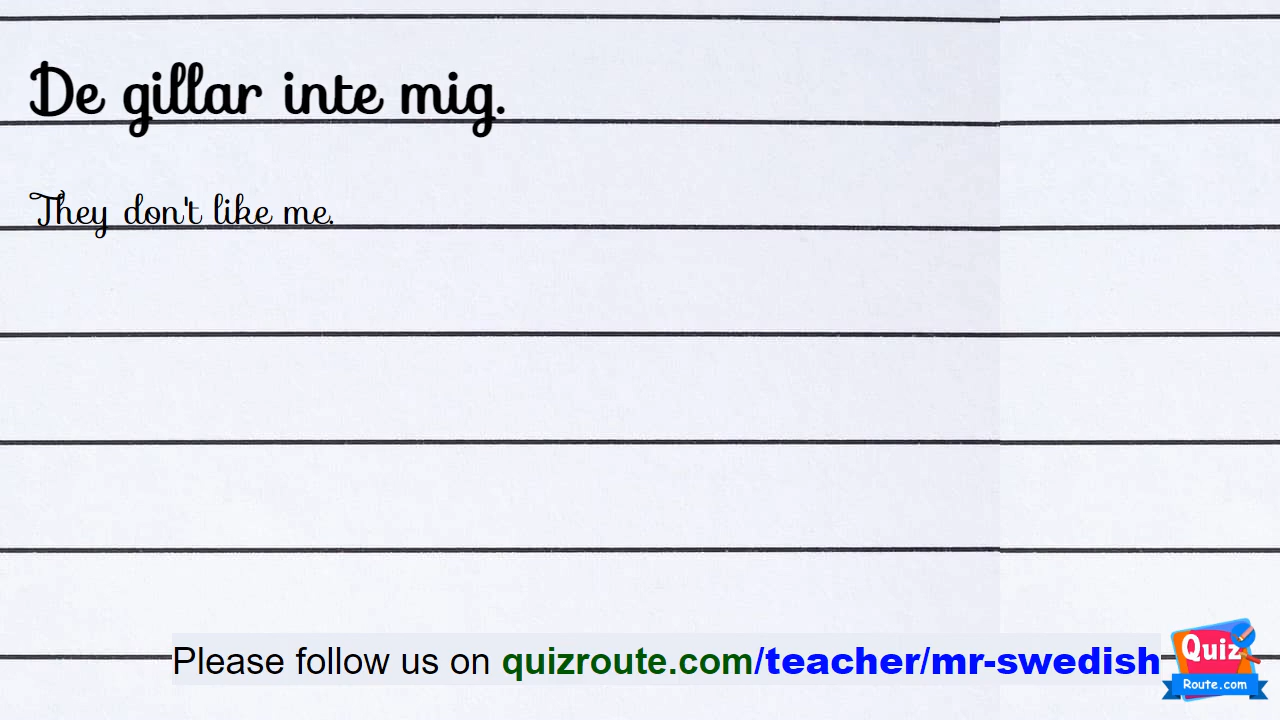 De gillar inte mig.
They don't like me.
Please follow us on quizroute.com/teacher/mr-swedish
Quiz
Route.com